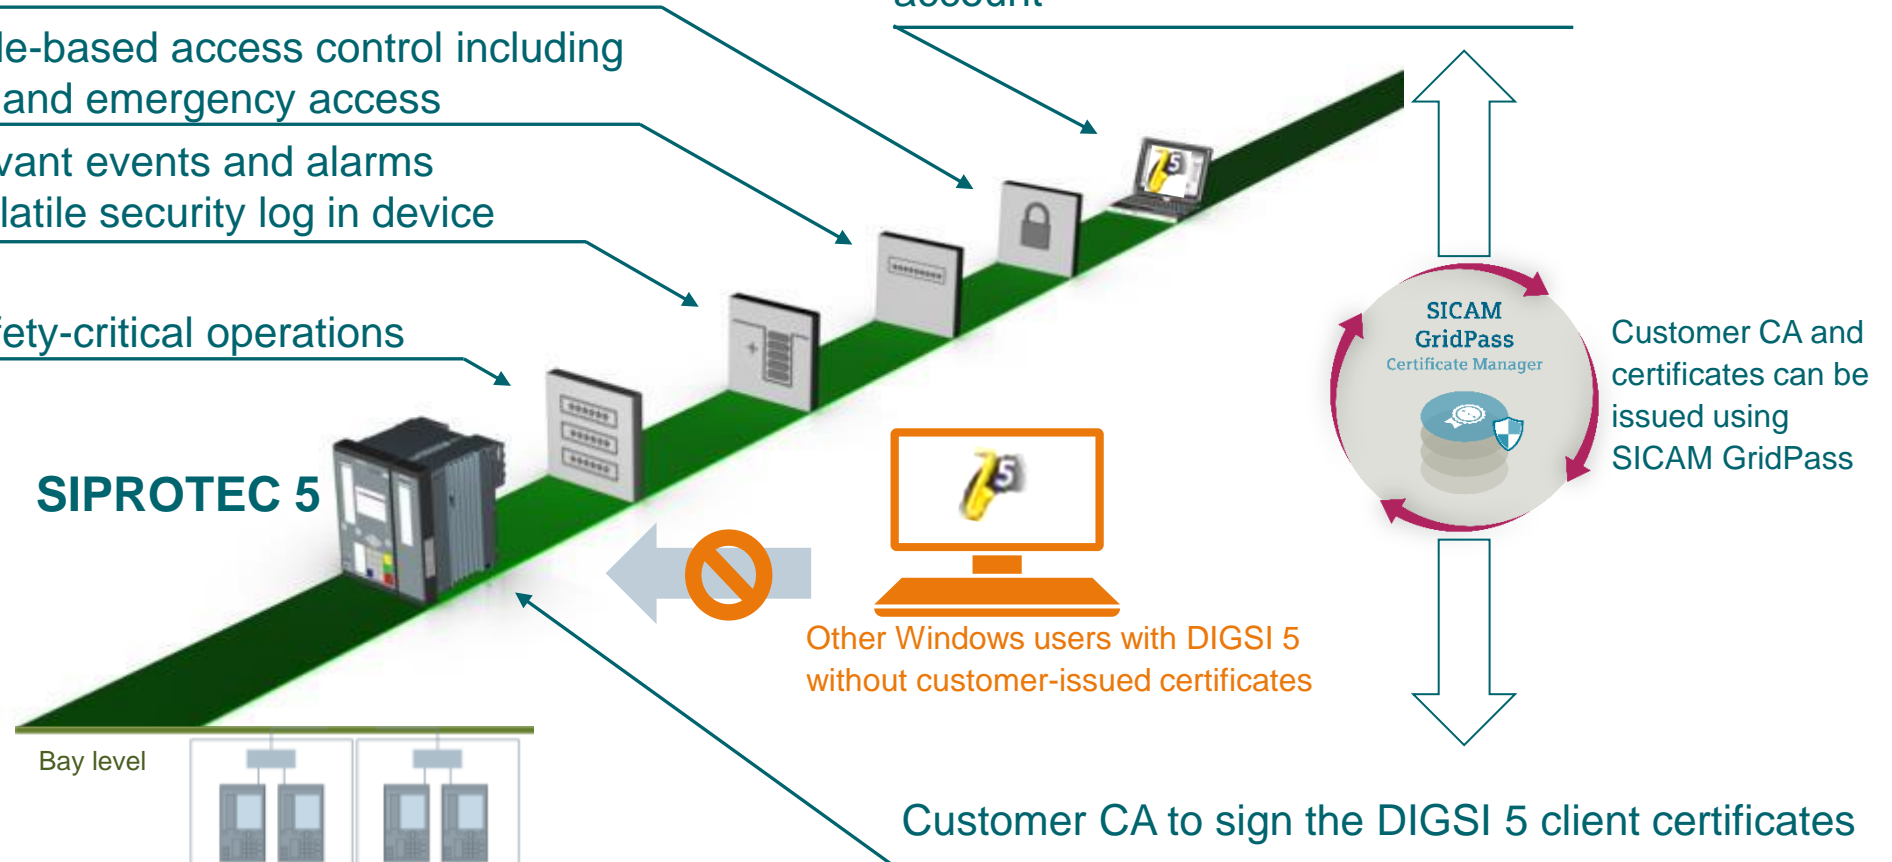 account
le-based access control including
and emergency access
vant events and alarms
latile security log in device
fety-critical operations
SIPROTEC 5
5
5
SICAM
GridPass
Certificate Manager
Customer CA and
certificates can be
issued using
SICAM GridPass
Other Windows users with DIGSI 5
without customer-issued certificates
Bay level
Customer CA to sign the DIGSI 5 client certificates